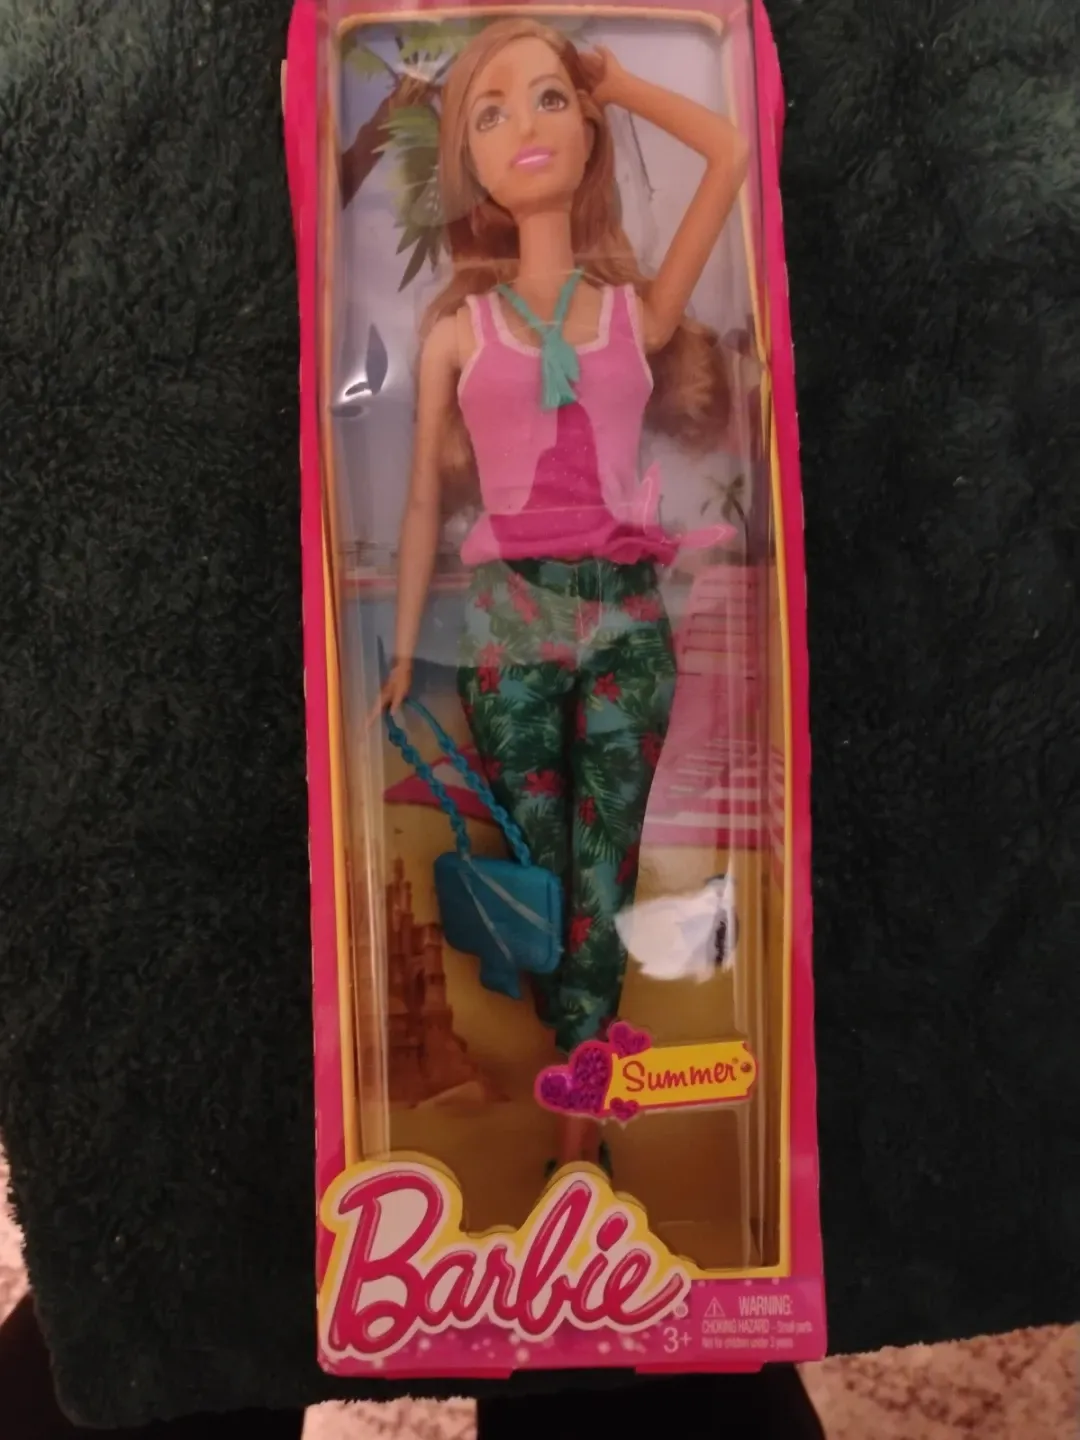 Summer
Barbie
3+
⚠ WARNING:
CHOKING HAZARD - Small parts
Not for children under 3 years